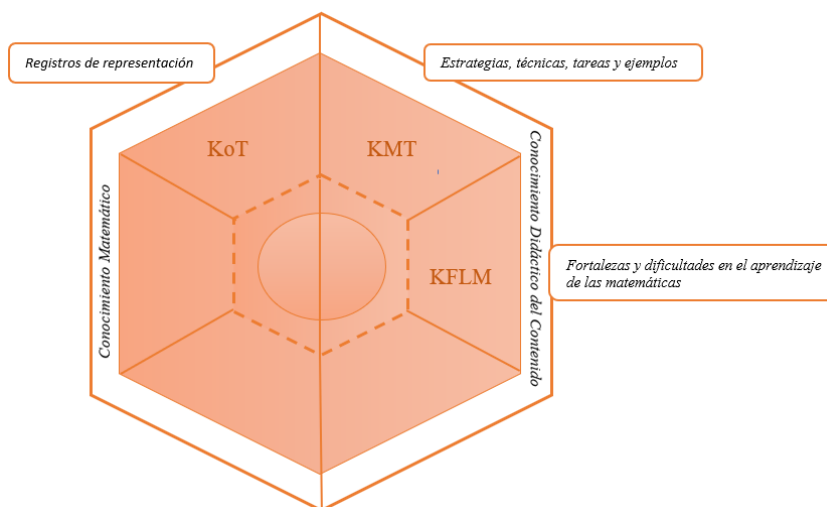 Registros de representación
Estrategias, técnicas, tareas y ejemplos
KoT
KMT
Conocimiento Matemático
Conocimiento Didáctico del Contenido
KFLM
Fortalezas y dificultades en el aprendizaje
de las matemáticas